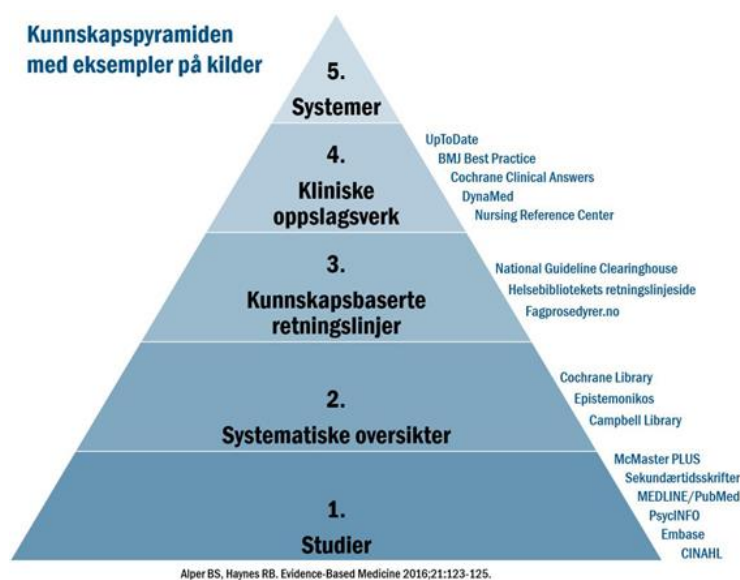 Kunnskapspyramiden
med eksempler på kilder
5.
Systemer
UpToDate
BMJ Best Practice
Cochrane Clinical Answers
DynaMed
Nursing Reference Center
4.
Kliniske
oppslagsverk
National Guideline Clearinghouse
Helsebibliotekets retningslinjeside
Fagprosedyrer.no
3.
Kunnskapsbaserte
retningslinjer
Cochrane Library
Epistemonikos
Campbell Library
2.
Systematiske oversikter
McMaster PLUS
Sekundærtidsskrifter
MEDLINE/PubMed
PsycINFO
Embase
CINAHL
1.
Studier
Alper BS, Haynes RB. Evidence-Based Medicine 2016;21:123-125.